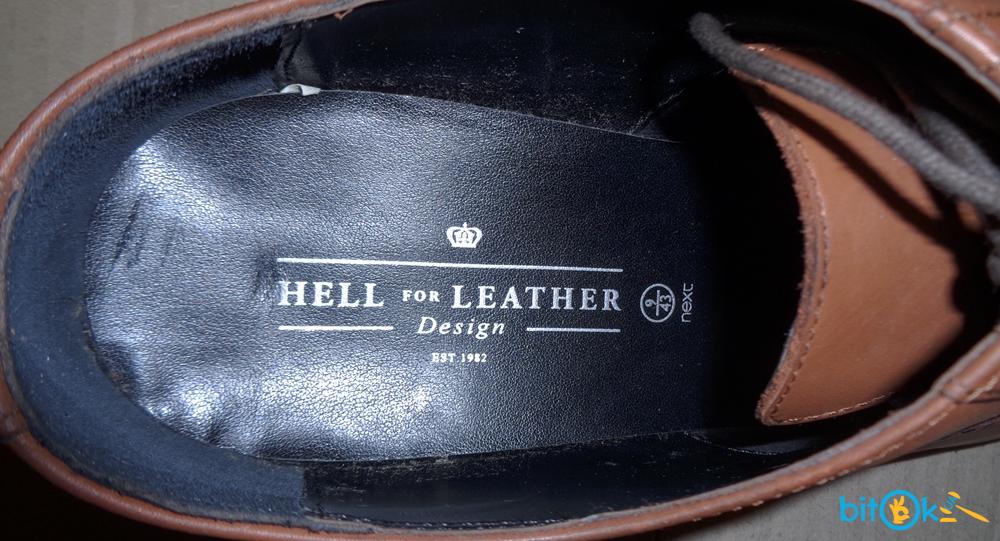 HELL FOR LEATHER
Design
EST 1982
9
43
next
bitOk